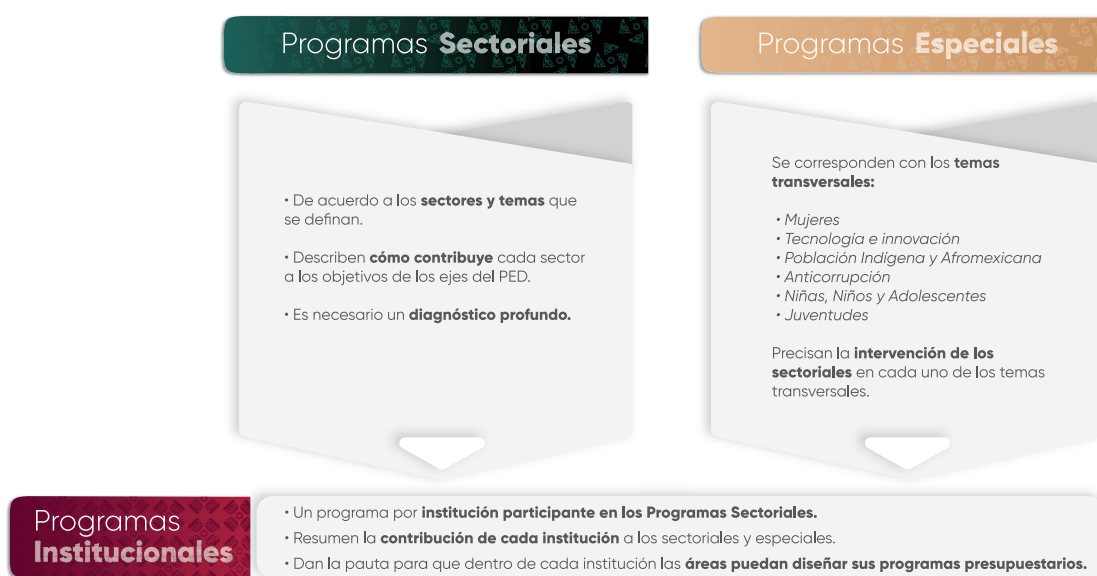 Programas Sectoriales
• De acuerdo a los sectores y temas que
se definan.
• Describen cómo contribuye cada sector
a los objetivos de los ejes del PED.
• Es necesario un diagnóstico profundo.
Programas Especiales
Se corresponden con los temas
transversales:
• Mujeres
• Tecnología e innovación
• Población Indígena y Afromexicana
• Anticorrupción
• Niñas, Niños y Adolescentes
• Juventudes
Precisan la intervención de los
sectoriales en cada uno de los temas
transversales.
Programas
Institucionales
• Un programa por institución participante en los Programas Sectoriales.
• Resumen la contribución de cada institución a los sectoriales y especiales.
• Dan la pauta para que dentro de cada institución las áreas puedan diseñar sus programas presupuestarios.